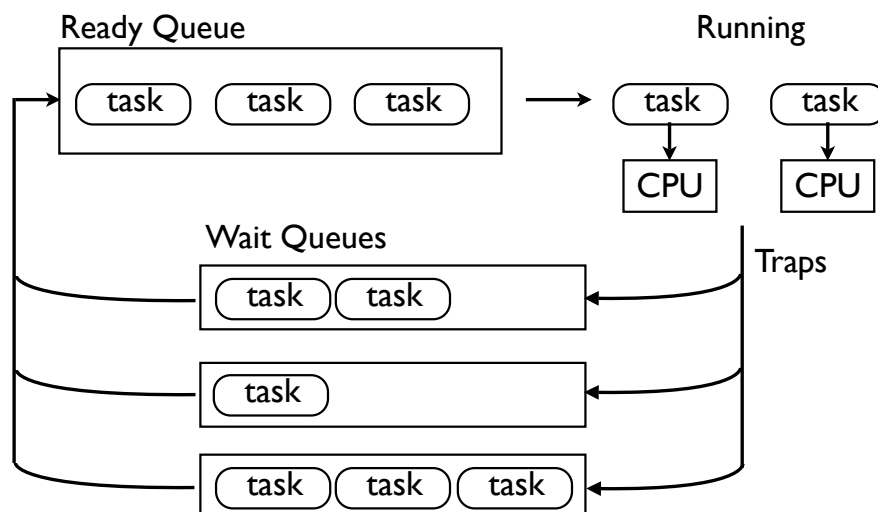 Ready Queue
Running
task task task
task task
CPU CPU
Wait Queues
Traps
task task
task
task task task